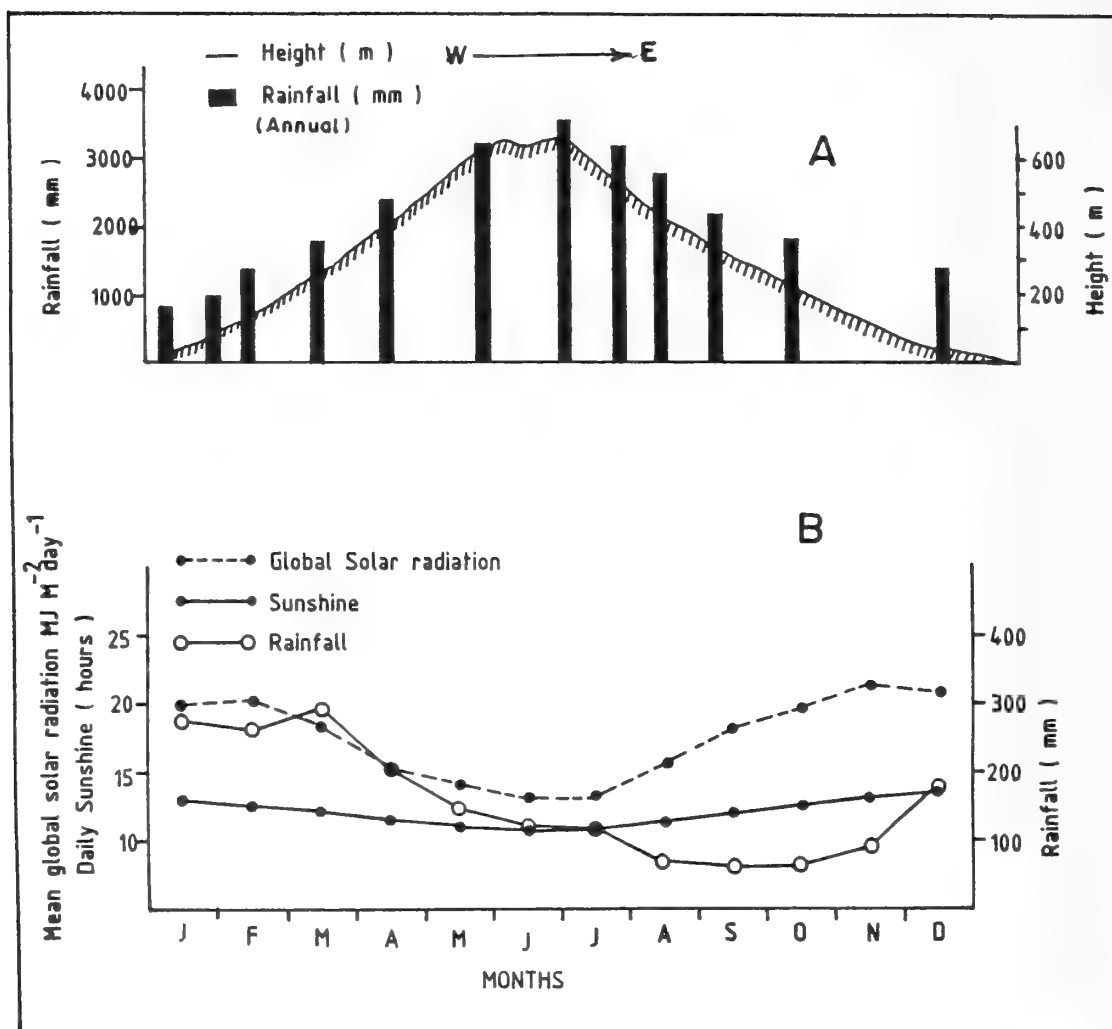 Height ( m )
W E
Rainfall ( mm )
(Annual)
A
4000
3000
2000
1000
Rainfall ( mm )
600
400
200
Height ( m )
B
Mean global solar radiation MJ M⁻² day⁻¹
Daily Sunshine ( hours )
Global Solar radiation
Sunshine
Rainfall
25
20
15
10
400
300
200
100
Rainfall ( mm )
J F M A M J J A S O N D
MONTHS